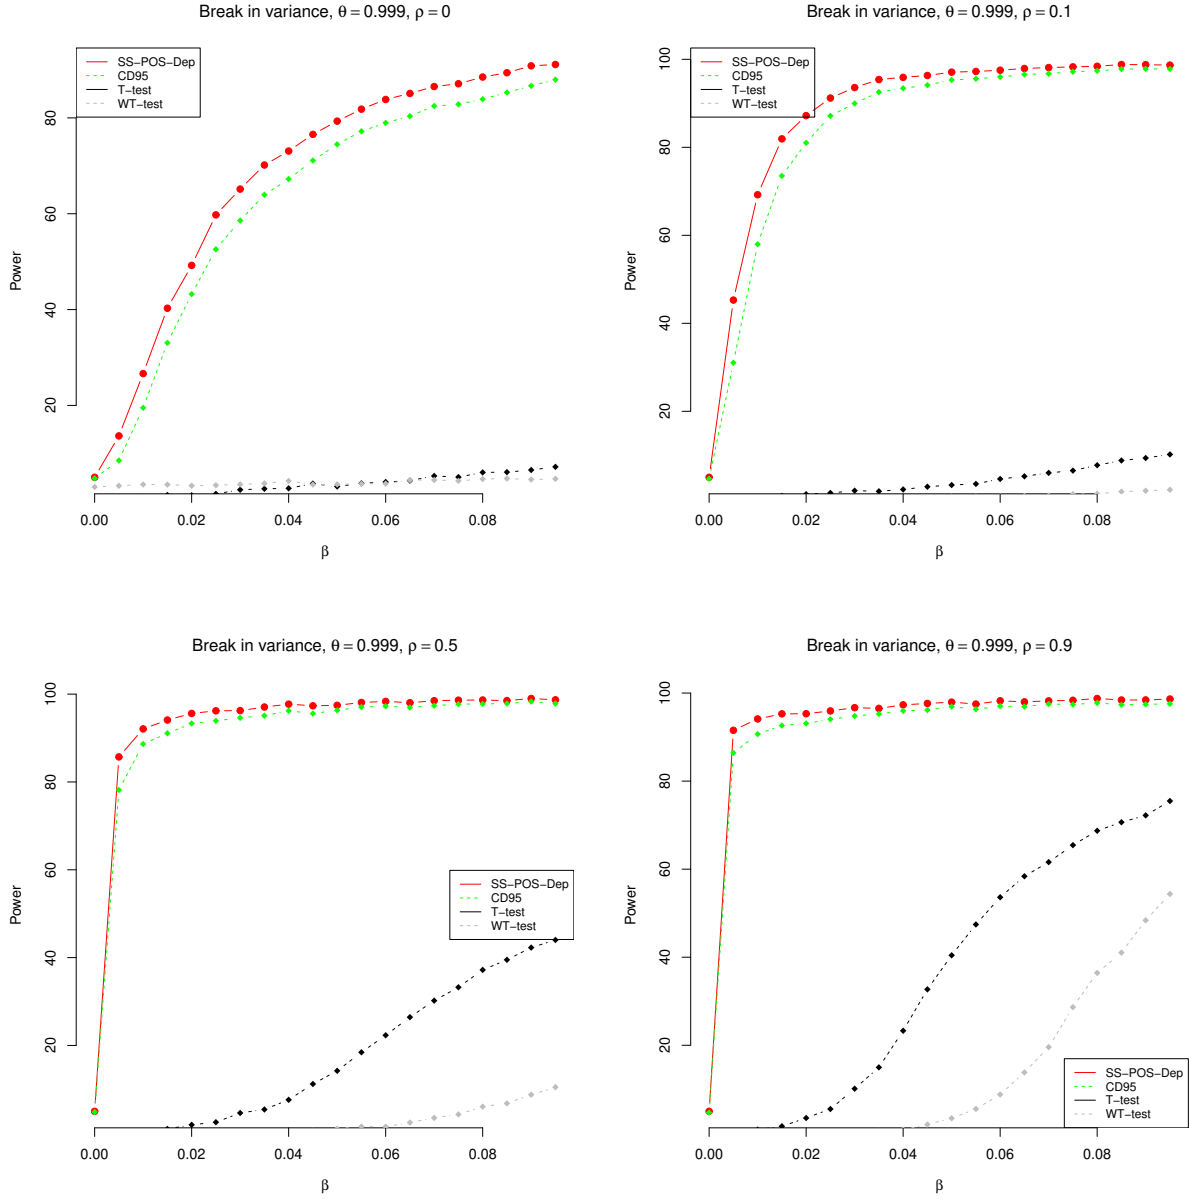 Break in variance, θ = 0.999, ρ = 0
SS−POS−Dep
CD95
T−test
WT−test
Power
20
40
60
80
0.00
0.02
0.04
0.06
0.08
β
Break in variance, θ = 0.999, ρ = 0.1
SS−POS−Dep
CD95
T−test
WT−test
Power
20
40
60
80
100
0.00
0.02
0.04
0.06
0.08
β
Break in variance, θ = 0.999, ρ = 0.5
SS−POS−Dep
CD95
T−test
WT−test
Power
20
40
60
80
100
0.00
0.02
0.04
0.06
0.08
β
Break in variance, θ = 0.999, ρ = 0.9
SS−POS−Dep
CD95
T−test
WT−test
Power
20
40
60
80
100
0.00
0.02
0.04
0.06
0.08
β